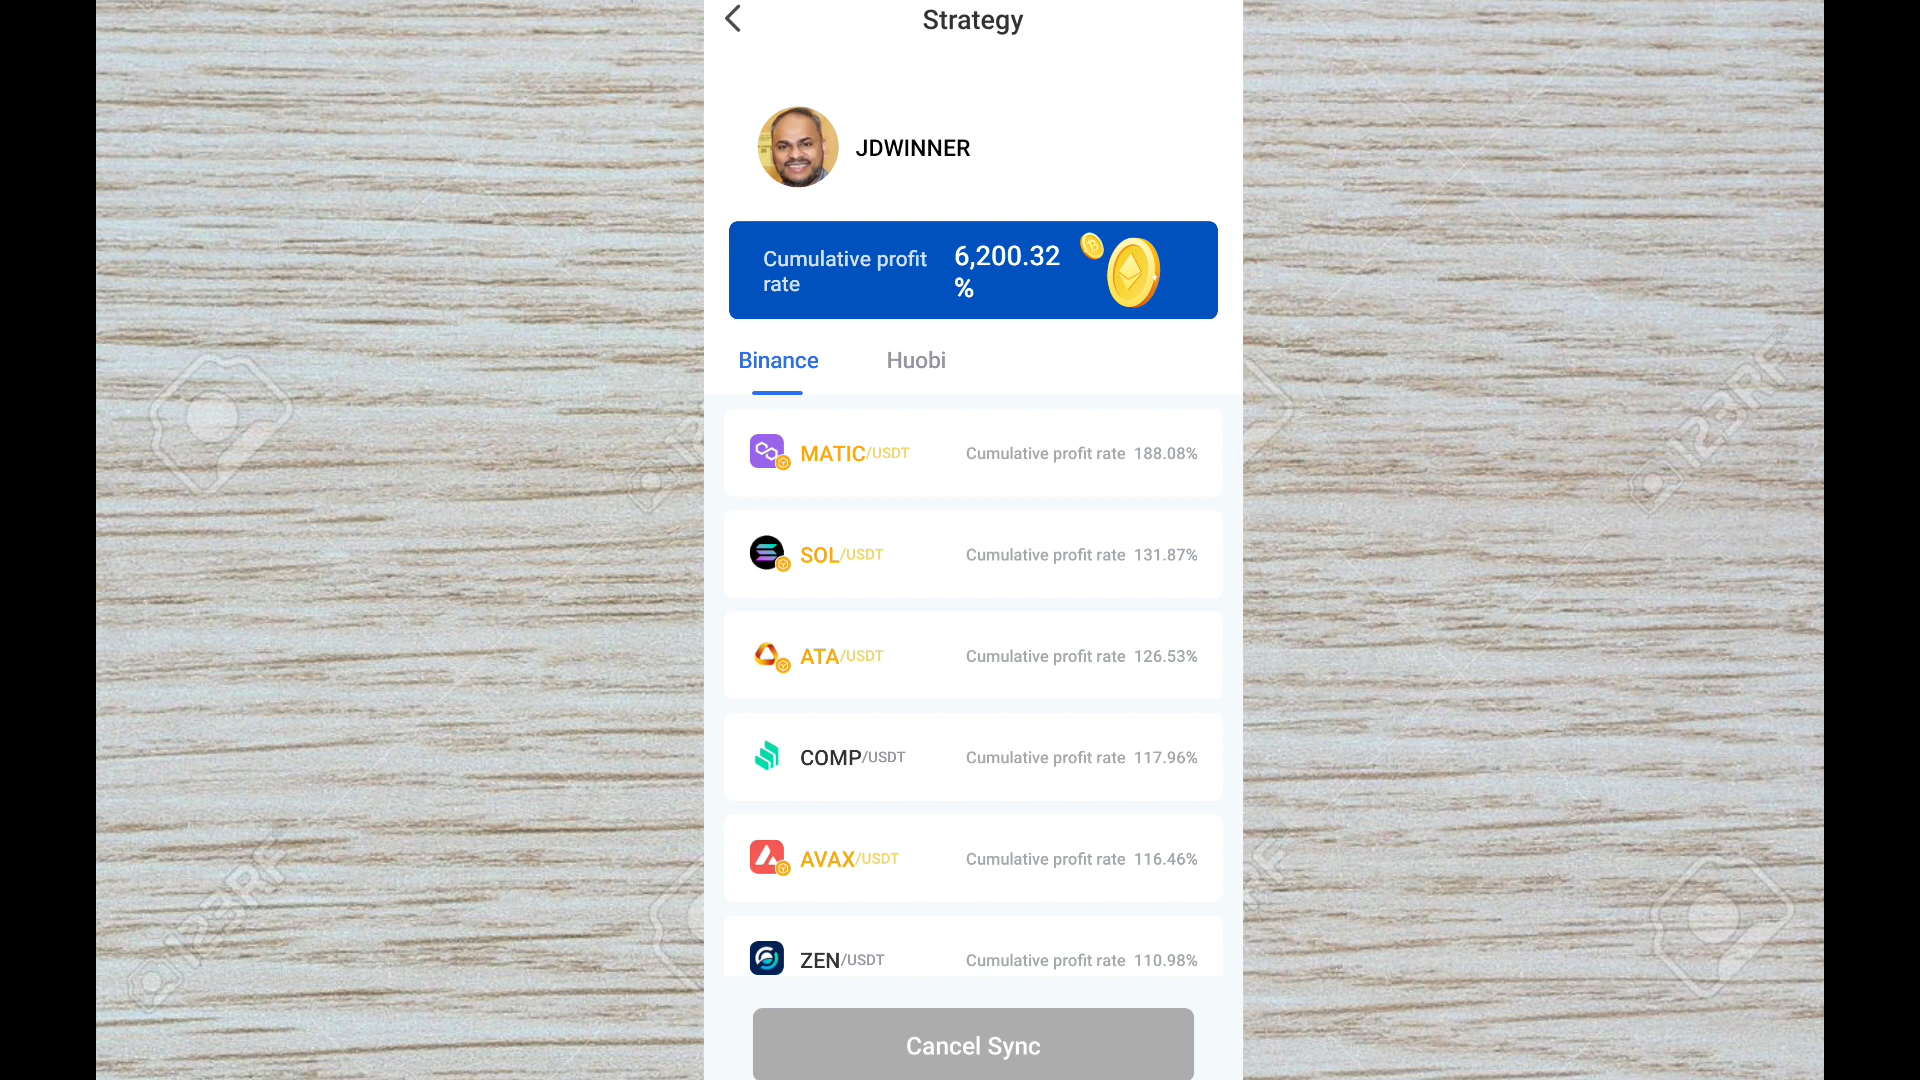 Strategy
JDWINNER
Cumulative profit
rate
6,200.32
%
Binance
Huobi
MATIC/USDT
Cumulative profit rate 188.08%
SOL/USDT
Cumulative profit rate 131.87%
ATA/USDT
Cumulative profit rate 126.53%
COMP/USDT
Cumulative profit rate 117.96%
AVAX/USDT
Cumulative profit rate 116.46%
ZEN/USDT
Cumulative profit rate 110.98%
Cancel Sync
123RF
123RF